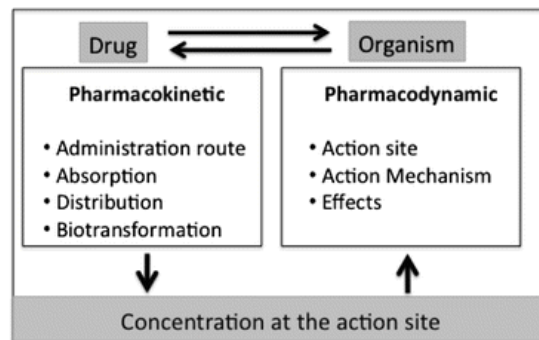 Drug
Organism
Pharmacokinetic
• Administration route
• Absorption
• Distribution
• Biotransformation
Pharmacodynamic
• Action site
• Action Mechanism
• Effects
Concentration at the action site